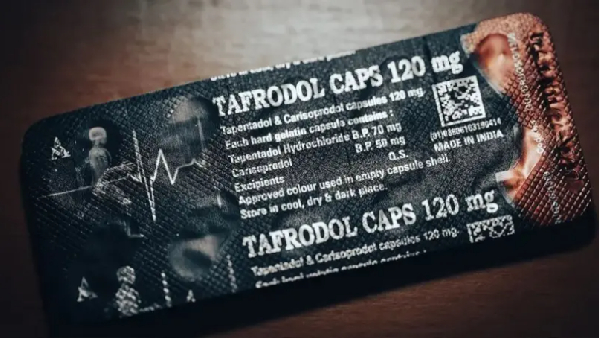 TAFRODOL CAPS 120 mg
Tapentadol & Carisoprodol capsules 120 mg.
Each hard gelatin capsule contains :
Tapentadol Hydrochloride B.P. 70 mg
Carisoprodol B.P. 50 mg
Excipients Q.S.
Approved colour used in empty capsule shell
Store in cool, dry & dark place.
MADE IN INDIA
TAFRODOL CAPS 120 mg
Tapentadol & Carisoprodol capsules 120 mg.